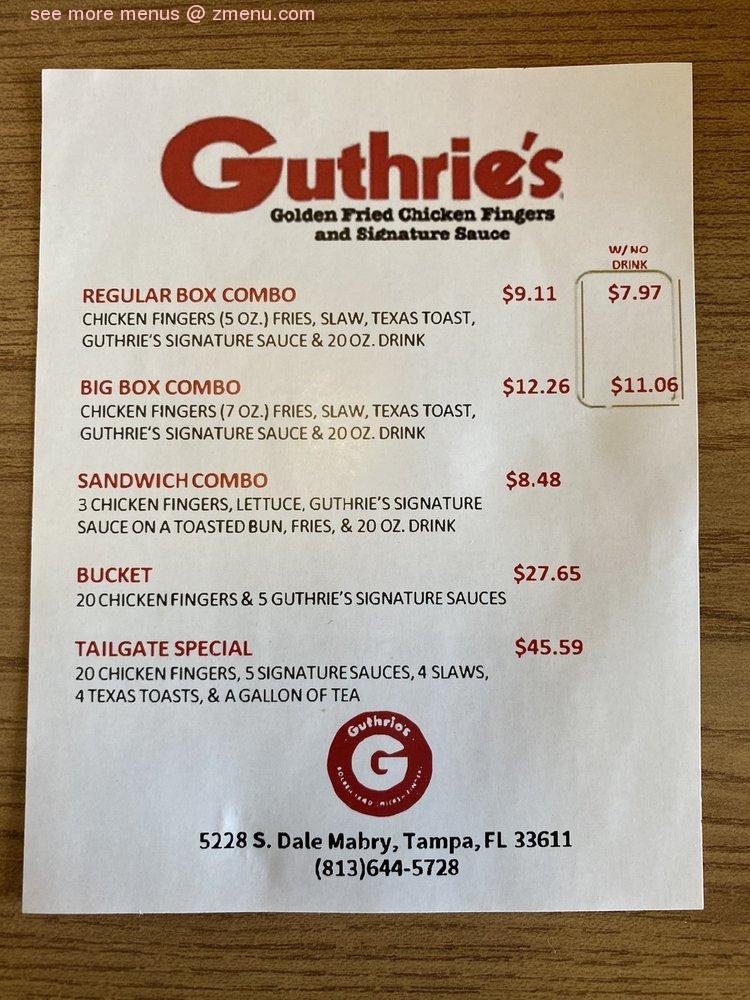 see more menus @ zmenu.com
Guthrie's
Golden Fried Chicken Fingers
and Signature Sauce
W/ NO
DRINK
REGULAR BOX COMBO $9.11 $7.97
CHICKEN FINGERS (5 OZ.) FRIES, SLAW, TEXAS TOAST,
GUTHRIE'S SIGNATURE SAUCE & 20 OZ. DRINK
BIG BOX COMBO $12.26 $11.06
CHICKEN FINGERS (7 OZ.) FRIES, SLAW, TEXAS TOAST,
GUTHRIE'S SIGNATURE SAUCE & 20 OZ. DRINK
SANDWICH COMBO $8.48
3 CHICKEN FINGERS, LETTUCE, GUTHRIE'S SIGNATURE
SAUCE ON A TOASTED BUN, FRIES, & 20 OZ. DRINK
BUCKET $27.65
20 CHICKEN FINGERS & 5 GUTHRIE'S SIGNATURE SAUCES
TAILGATE SPECIAL $45.59
20 CHICKEN FINGERS, 5 SIGNATURE SAUCES, 4 SLAWS,
4 TEXAS TOASTS, & A GALLON OF TEA
Guthrie's
G
5228 S. Dale Mabry, Tampa, FL 33611
(813)644-5728